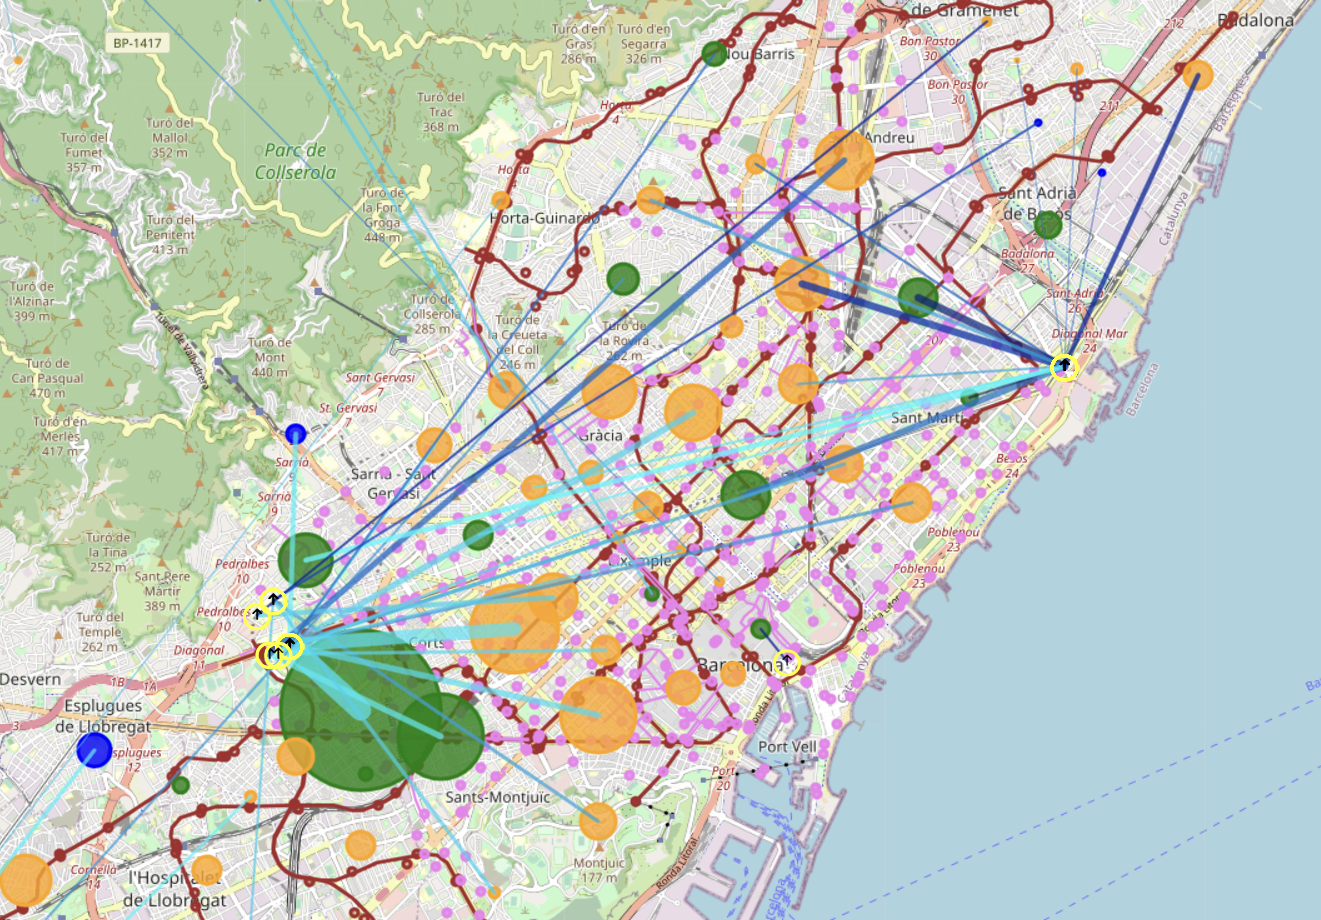 de Gramenet
Badalona
212
BP-1417
Turó d'en
Gras
286 m
Turó d'en
Segarra
326 m
Nou Barris
Bon Pastor
30
Bon Pastor
30
Turó del
Trac
368 m
Horta
4
211
Barcelonès
Turó del
Fumet
357 m
Turó del
Mallol
352 m
Parc de
Collserola
Andreu
Horta
Turó de
la Font
Groga
448 m
Horta-Guinardó
Sant Adrià
de Besòs
Catalunya
Turó del
Penitent
413 m
Badalona
27
Turó de
l'Alzinar
399 m
Turó de
Collserola
285 m
Turó de
la Creueta
del Coll
246 m
Turó de
la Rovira
262 m
Sant Adrià
26
Diagonal Mar
24
207
Túnel de Vallvidrera
Turó de
Mont
440 m
Turó de
Can Pasqual
470 m
Sant Gervasi
7
St. Gervasi
7
Barcelona
Turó d'en
Merlès
417 m
Sant Martí
Gràcia
Sarrià
Sarrià - Sant
Gervasi
Besòs
24
Sarrià
9
Turó de
la Tina
252 m
Poblenou
23
Poblenou
23
Pedralbes
10
Eixample
Sant Pere
Màrtir
389 m
Pedralbes
10
Turó del
Temple
262 m
Ronda Litoral
Corts
Diagonal
11
Barcelona
Catalunya
Desvern
1B
1A
3
Esplugues
de Llobregat
Esplugues
12
Port Vell
Port
20
Sants-Montjuïc
Montjuïc
177 m
Ronda Litoral
Cornellà
14
l'Hospitalet
de Llobregat